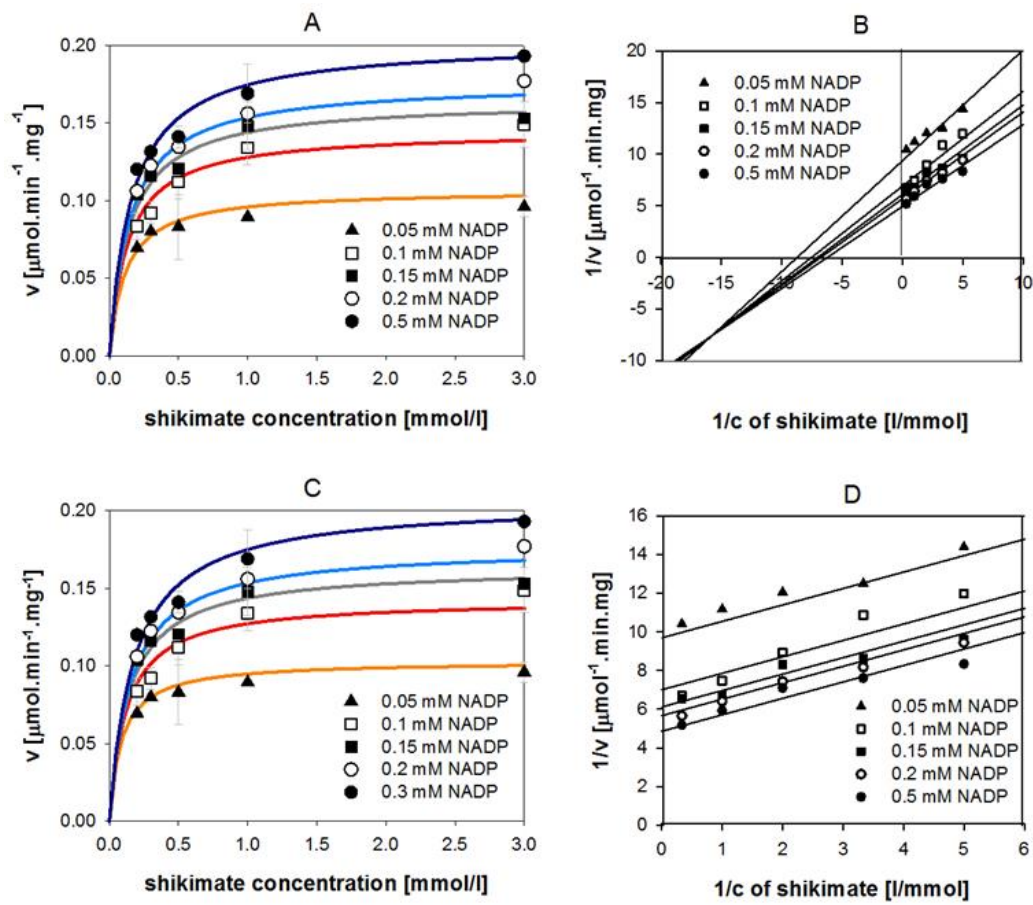 A
v [µmol.min⁻¹.mg⁻¹]
0.20
0.15
0.10
0.05
0.00
0.0 0.5 1.0 1.5 2.0 2.5 3.0
shikimate concentration [mmol/l]
0.05 mM NADP
0.1 mM NADP
0.15 mM NADP
0.2 mM NADP
0.5 mM NADP
B
1/v [µmol⁻¹.min.mg]
20
15
10
5
0
-5
-10
-20 -15 -10 -5 0 5 10
1/c of shikimate [l/mmol]
0.05 mM NADP
0.1 mM NADP
0.15 mM NADP
0.2 mM NADP
0.5 mM NADP
C
v [µmol.min⁻¹.mg⁻¹]
0.20
0.15
0.10
0.05
0.00
0.0 0.5 1.0 1.5 2.0 2.5 3.0
shikimate concentration [mmol/l]
0.05 mM NADP
0.1 mM NADP
0.15 mM NADP
0.2 mM NADP
0.3 mM NADP
D
1/v [µmol⁻¹.min.mg]
16
14
12
10
8
6
4
2
0
0 1 2 3 4 5 6
1/c of shikimate [l/mmol]
0.05 mM NADP
0.1 mM NADP
0.15 mM NADP
0.2 mM NADP
0.5 mM NADP